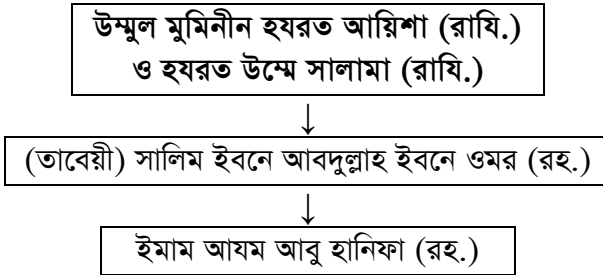 উম্মুল মুমিনীন হযরত আয়িশা (রাযি.)
ও হযরত উম্মে সালামা (রাযি.)
↓
(তাবেয়ী) সালিম ইবনে আবদুল্লাহ ইবনে ওমর (রহ.)
↓
ইমাম আযম আবু হানিফা (রহ.)